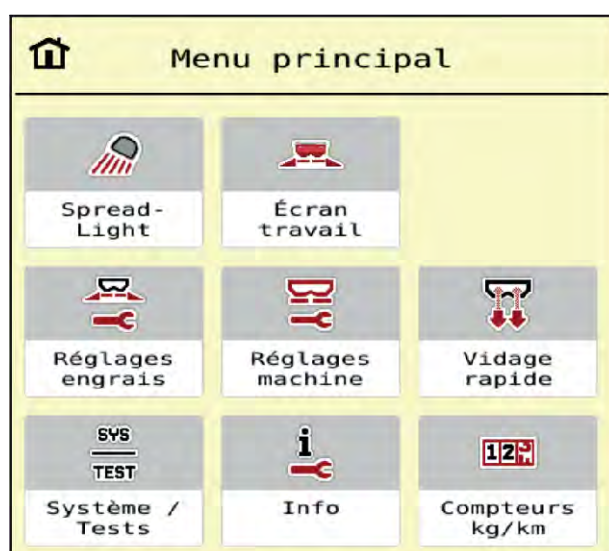 Menu principal
Spread-
Light
Écran
travail
Réglages
engrais
Réglages
machine
Vidage
rapide
SYS
TEST
Système /
Tests
i
Info
12
Compteurs
kg/km